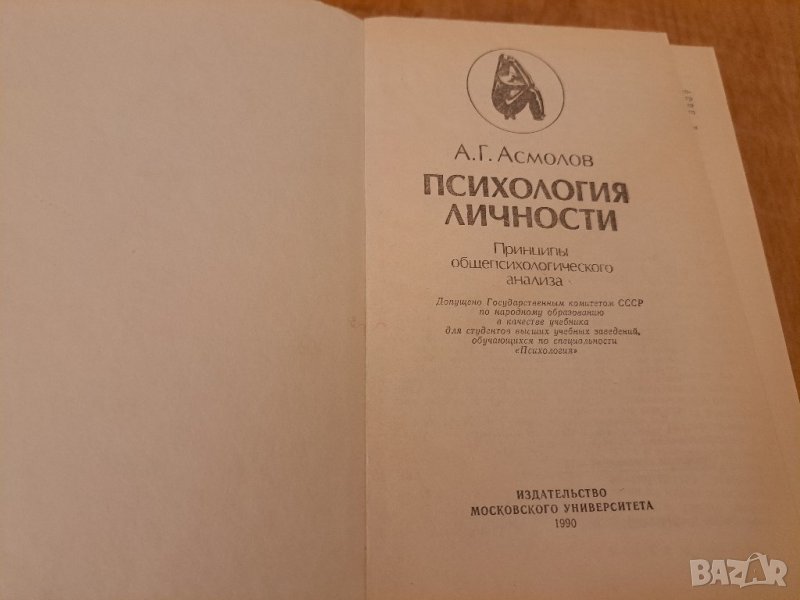 А.Г. Асмолов
ПСИХОЛОГИЯ
ЛИЧНОСТИ
Принципы
общепсихологического
анализа
Допущено Государственным комитетом СССР
по народному образованию
в качестве учебника
для студентов высших учебных заведений,
обучающихся по специальности
«Психология»
ИЗДАТЕЛЬСТВО
МОСКОВСКОГО УНИВЕРСИТЕТА
1990
BAZAR